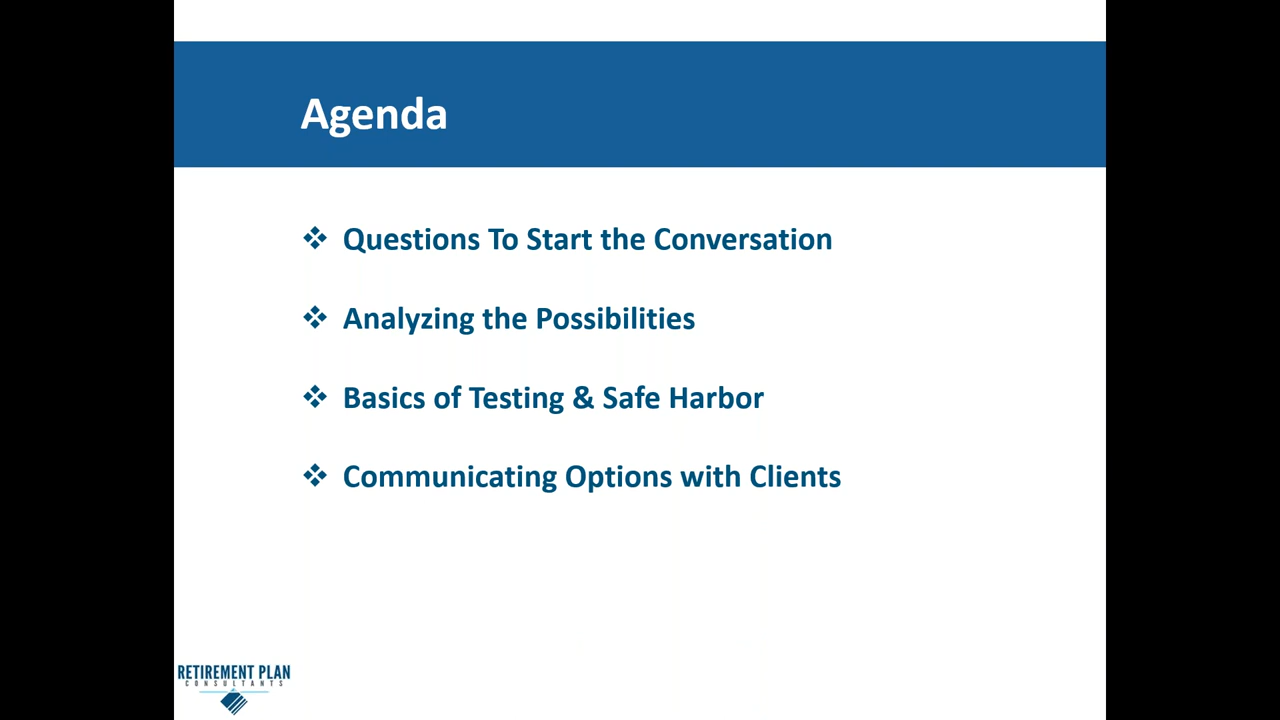 Agenda
❖ Questions To Start the Conversation
❖ Analyzing the Possibilities
❖ Basics of Testing & Safe Harbor
❖ Communicating Options with Clients
RETIREMENT PLAN
CONSULTANTS